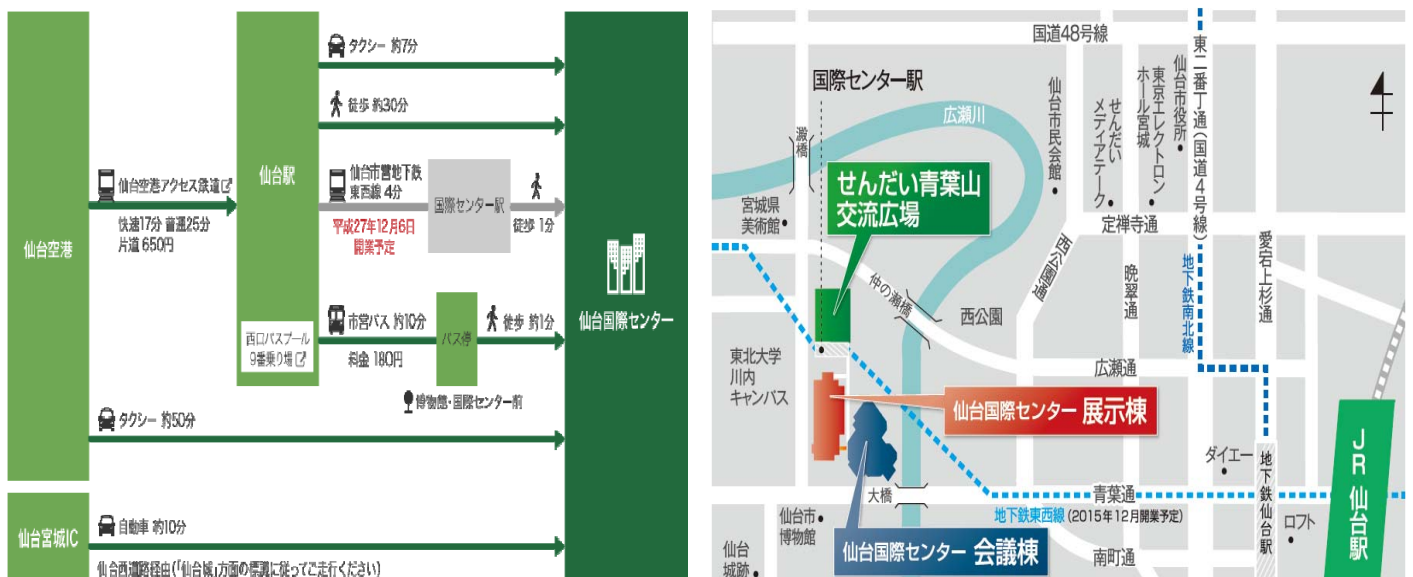 タクシー 約7分
徒歩 約30分
仙台空港
仙台空港アクセス鉄道
快速17分 普通25分
片道 650円
仙台駅
仙台市営地下鉄
東西線 4分
平成27年12月6日
開業予定
国際センター駅
徒歩 1分
西口バスプール
9番乗り場
市営バス 約10分
料金 180円
バス停
徒歩 約1分
博物館・国際センター前
仙台国際センター
タクシー 約50分
仙台宮城IC
自動車 約10分
仙台西道路経由(「仙台城」方面の標識に従ってご走行ください)
国道48号線
国際センター駅
澱橋
広瀬川
仙台市民会館
せんだい
メディアテーク
東京エレクトロン
ホール宮城
仙台市役所
東二番丁通(国道4号線)
せんだい青葉山
交流広場
宮城県
美術館
定禅寺通
西公園通
晩翠通
地下鉄南北線
愛宕上杉通
仲の瀬橋
西公園
東北大学
川内
キャンパス
広瀬通
仙台国際センター 展示棟
ダイエー
JR仙台駅
大橋
青葉通
地下鉄東西線(2015年12月開業予定)
地下鉄仙台駅
ロフト
仙台市
博物館
仙台国際センター 会議棟
南町通
仙台
城跡